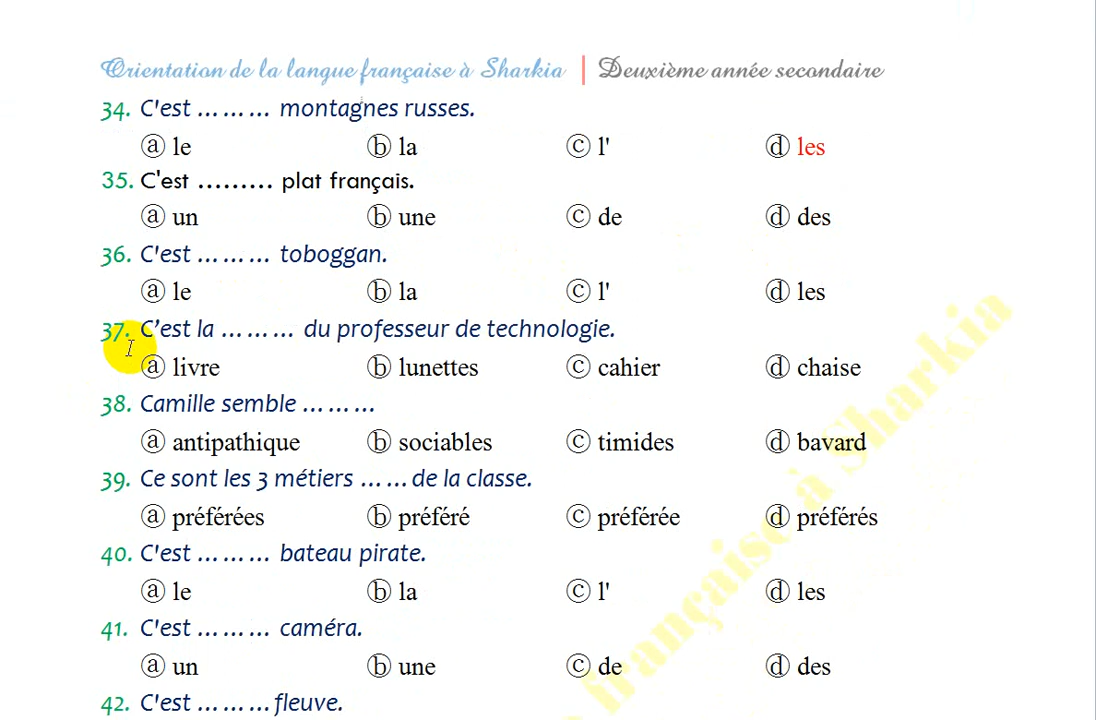 Orientation de la langue française à Sharkia | Deuxième année secondaire
34. C'est ……… montagnes russes.
ⓐ le ⓑ la ⓒ l' ⓓ les
35. C'est ……… plat français.
ⓐ un ⓑ une ⓒ de ⓓ des
36. C'est ……… toboggan.
ⓐ le ⓑ la ⓒ l' ⓓ les
37. C’est la ……… du professeur de technologie.
ⓐ livre ⓑ lunettes ⓒ cahier ⓓ chaise
38. Camille semble ………
ⓐ antipathique ⓑ sociables ⓒ timides ⓓ bavard
39. Ce sont les 3 métiers ……de la classe.
ⓐ préférées ⓑ préféré ⓒ préférée ⓓ préférés
40. C'est ……… bateau pirate.
ⓐ le ⓑ la ⓒ l' ⓓ les
41. C'est ……… caméra.
ⓐ un ⓑ une ⓒ de ⓓ des
42. C'est ………fleuve.
française à Sharkia